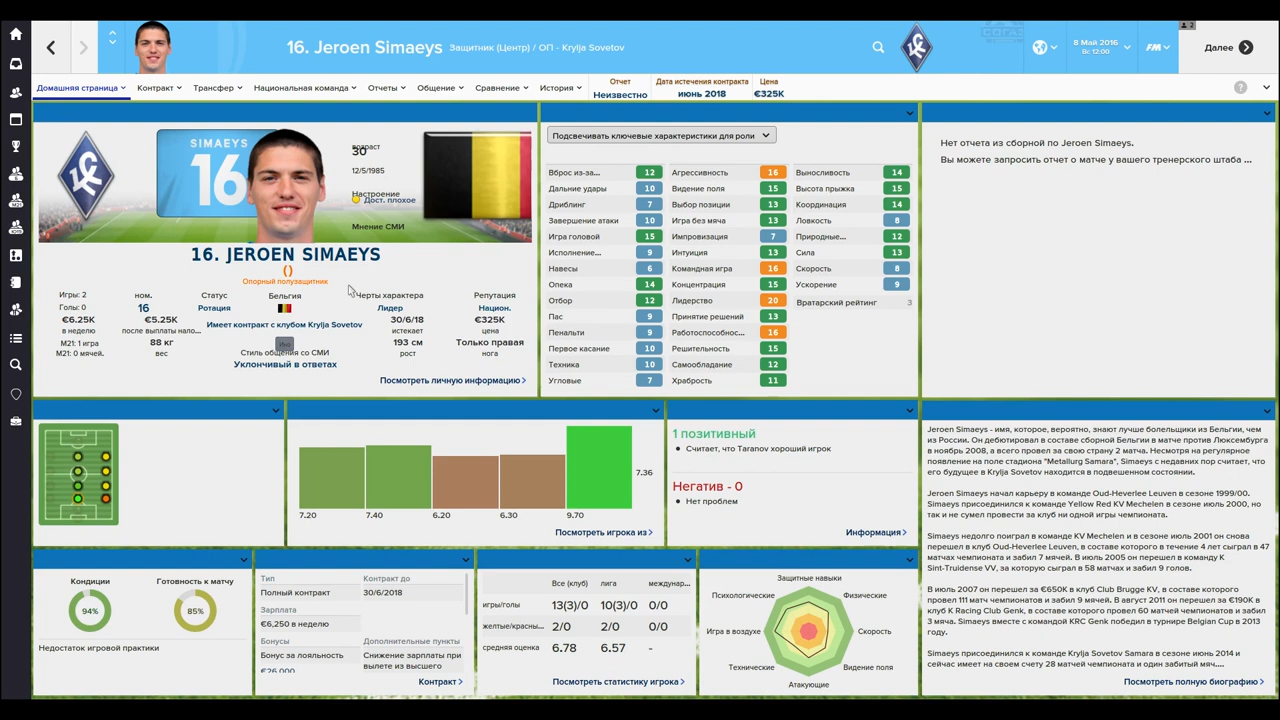 16. Jeroen Simaeys Защитник (Центр) / ОП - Krylja Sovetov
8 Май 2016
Вс 12:00
FM
Далее
2
Домашняя страница
Контракт
Трансфер
Национальная команда
Отчеты
Общение
Сравнение
История
Отчет
Неизвестно
Дата истечения контракта
июнь 2018
Цена
€325K
SIMAEYS
16
возраст
30
12/5/1985
Настроение
Дост. плохое
Мнение СМИ
16. JEROEN SIMAEYS
()
Опорный полузащитник
Игры: 2
Голы: 0
ном.
16
Статус
Ротация
Бельгия
Черты характера
Лидер
Репутация
Национ.
€6.25K
в неделю
€5.25K
после выплаты нало...
Имеет контракт с клубом Krylja Sovetov
30/6/18
истекает
€325K
цена
М21: 1 игра
М21: 0 мячей.
88 кг
вес
Стиль общения со СМИ
Уклончивый в ответах
193 см
рост
Только правая
нога
Посмотреть личную информацию
Подсвечивать ключевые характеристики для роли
Вброс из-за... 12
Дальние удары 10
Дриблинг 7
Завершение атаки 10
Игра головой 15
Исполнение... 9
Навесы 6
Опека 14
Отбор 12
Пас 9
Пенальти 9
Первое касание 10
Техника 10
Угловые 7
Агрессивность 16
Видение поля 15
Выбор позиции 13
Игра без мяча 13
Импровизация 7
Интуиция 13
Командная игра 16
Концентрация 15
Лидерство 20
Принятие решений 13
Работоспособнос... 16
Решительность 15
Самообладание 12
Храбрость 11
Выносливость 14
Высота прыжка 15
Координация 14
Ловкость 8
Природные... 12
Сила 13
Скорость 8
Ускорение 9
Вратарский рейтинг 3
Нет отчета из сборной по Jeroen Simaeys.
Вы можете запросить отчет о матче у вашего тренерского штаба ...
7.20 7.40 6.20 6.30 9.70
7.36
Посмотреть игрока из
1 позитивный
Считает, что Taranov хороший игрок
Негатив - 0
Нет проблем
Информация
Jeroen Simaeys - имя, которое, вероятно, знают лучше болельщики из Бельгии, чем
из России. Он дебютировал в составе сборной Бельгии в матче против Люксембурга
в ноябрь 2008, а всего провел за свою страну 2 матча. Несмотря на регулярное
появление на поле стадиона "Metallurg Samara", Simaeys с недавних пор считает, что
его будущее в Krylja Sovetov находится в подвешенном состоянии.
Jeroen Simaeys начал карьеру в команде Oud-Heverlee Leuven в сезоне 1999/00.
Simaeys присоединился к команде Yellow Red KV Mechelen в сезоне июль 2000, но
так и не сумел провести за клуб ни одной игры чемпионата.
Simaeys недолго поиграл в команде KV Mechelen и в сезоне июль 2001 он снова
перешел в клуб Oud-Heverlee Leuven, в составе которого в течение 4 лет сыграл в 47
матчах чемпионата и забил 7 мячей. В июль 2005 он перешел в команду K
Sint-Truidense VV, за которую сыграл в 58 матчах и забил 9 голов.
В июль 2007 он перешел за €650K в клуб Club Brugge KV, в составе которого
провел 111 матч чемпионатов и забил 9 мячей. В август 2011 он перешел за €190K в
клуб K Racing Club Genk, в составе которого провел 60 матчей чемпионатов и забил
3 мяча. Simaeys вместе с командой KRC Genk победил в турнире Belgian Cup в 2013
году.
Simaeys присоединился к команде Krylja Sovetov Samara в сезоне июнь 2014 и
сейчас имеет на своем счету 28 матчей чемпионата и один забитый мяч....
Посмотреть полную биографию
Кондиции
94%
Готовность к матчу
85%
Недостаток игровой практики
Тип
Полный контракт
Контракт до
30/6/2018
Зарплата
€6,250 в неделю
Бонусы
Бонус за лояльность
€26,000
Дополнительные пункты
Снижение зарплаты при
вылете из высшего
Контракт
Все (клуб) лига междунар...
игры/голы 13(3)/0 10(3)/0 0/0
желтые/красны... 2/0 2/0 0/0
средняя оценка 6.78 6.57 -
Посмотреть статистику игрока
Защитные навыки
Психологические
Физические
Игра в воздухе
Скорость
Технические
Видение поля
Атакующие